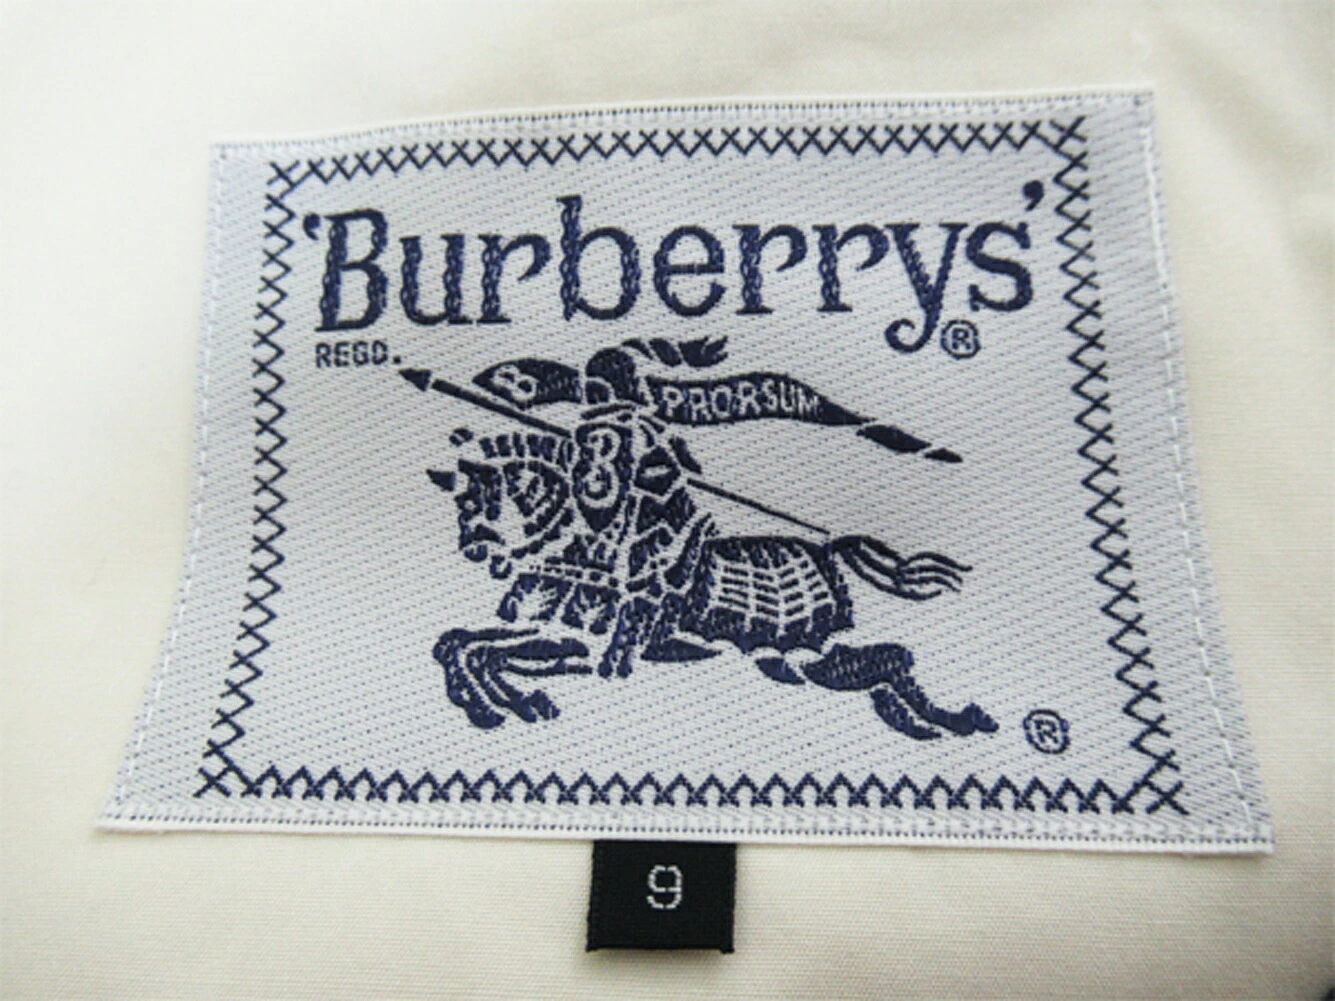 'Burberrys'®
REGD.
B PRORSUM
B
®
9